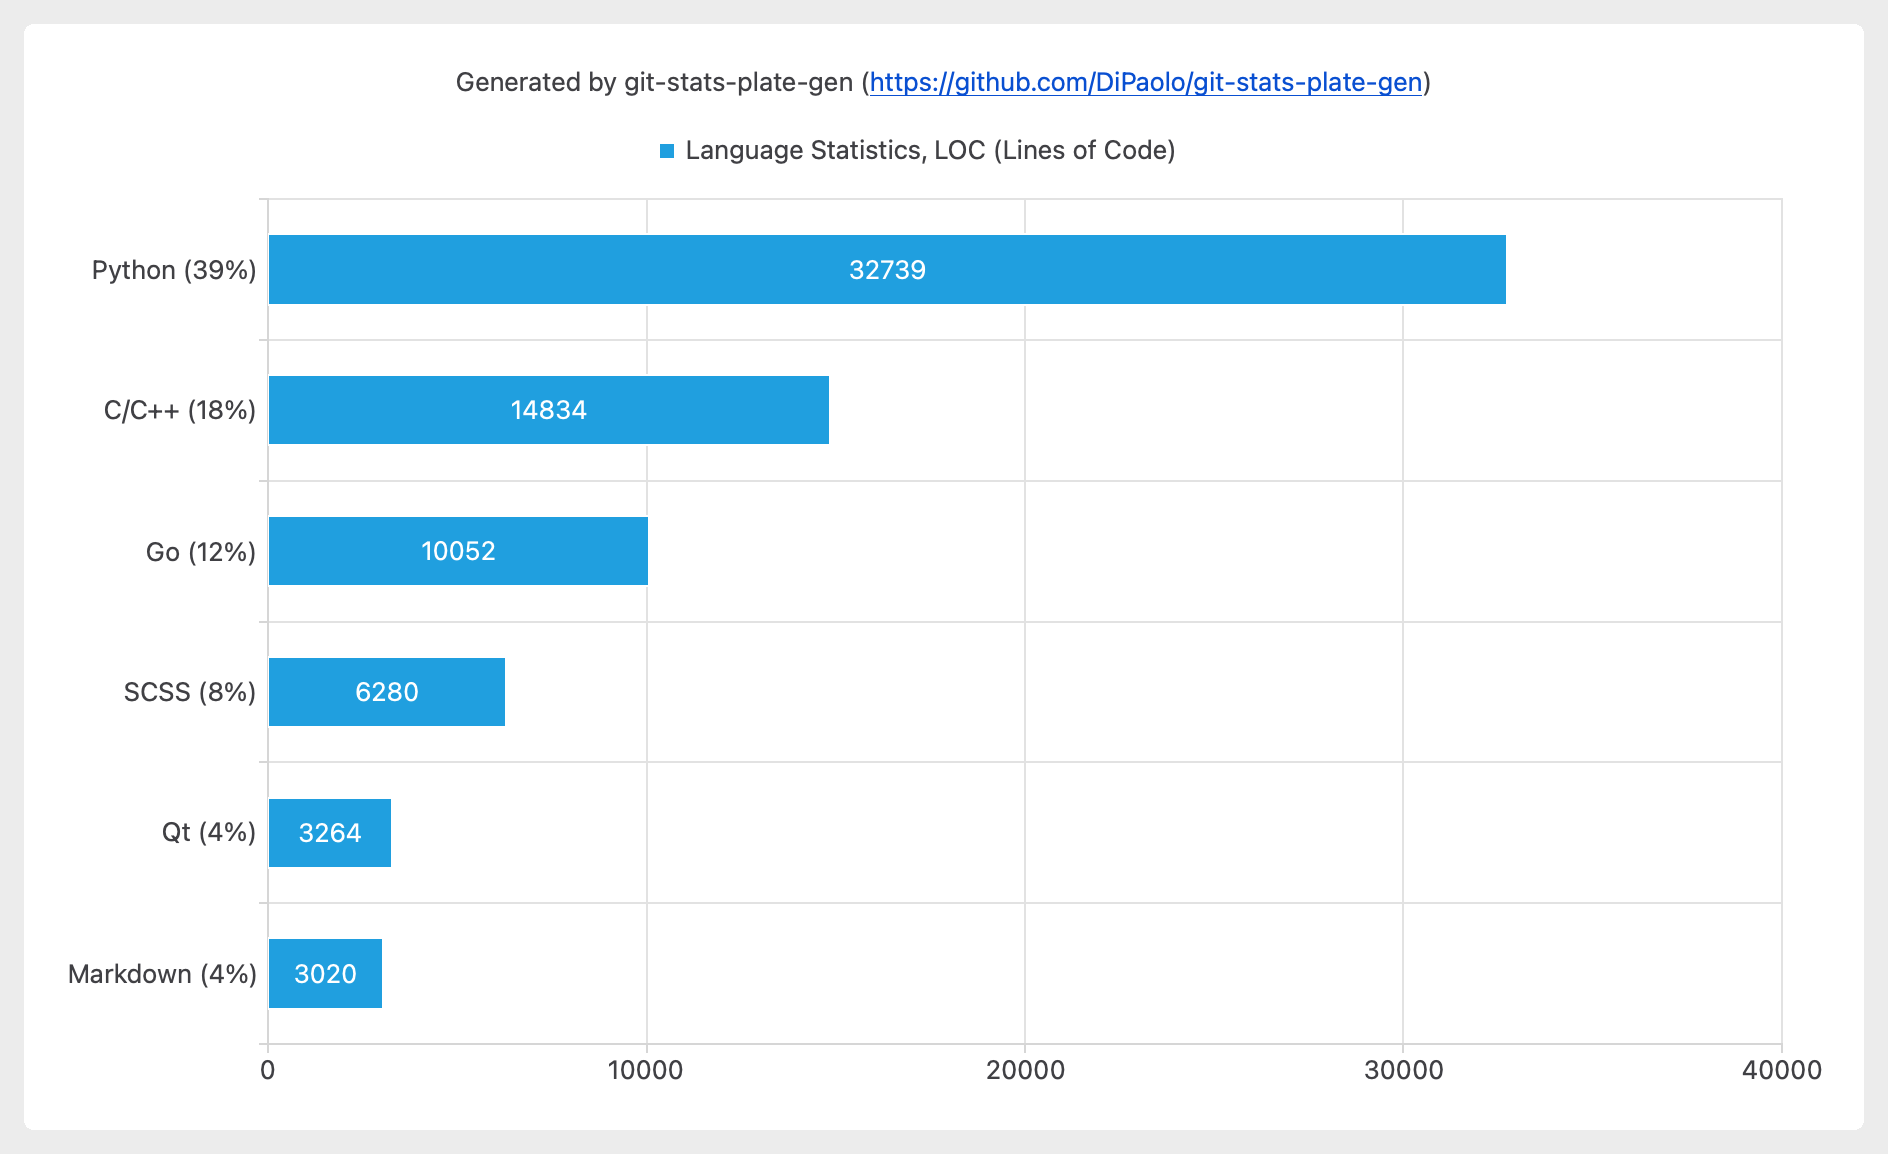 Generated by git-stats-plate-gen (https://github.com/DiPaolo/git-stats-plate-gen)
Language Statistics, LOC (Lines of Code)
Python (39%) 32739
C/C++ (18%) 14834
Go (12%) 10052
SCSS (8%) 6280
Qt (4%) 3264
Markdown (4%) 3020
0 10000 20000 30000 40000